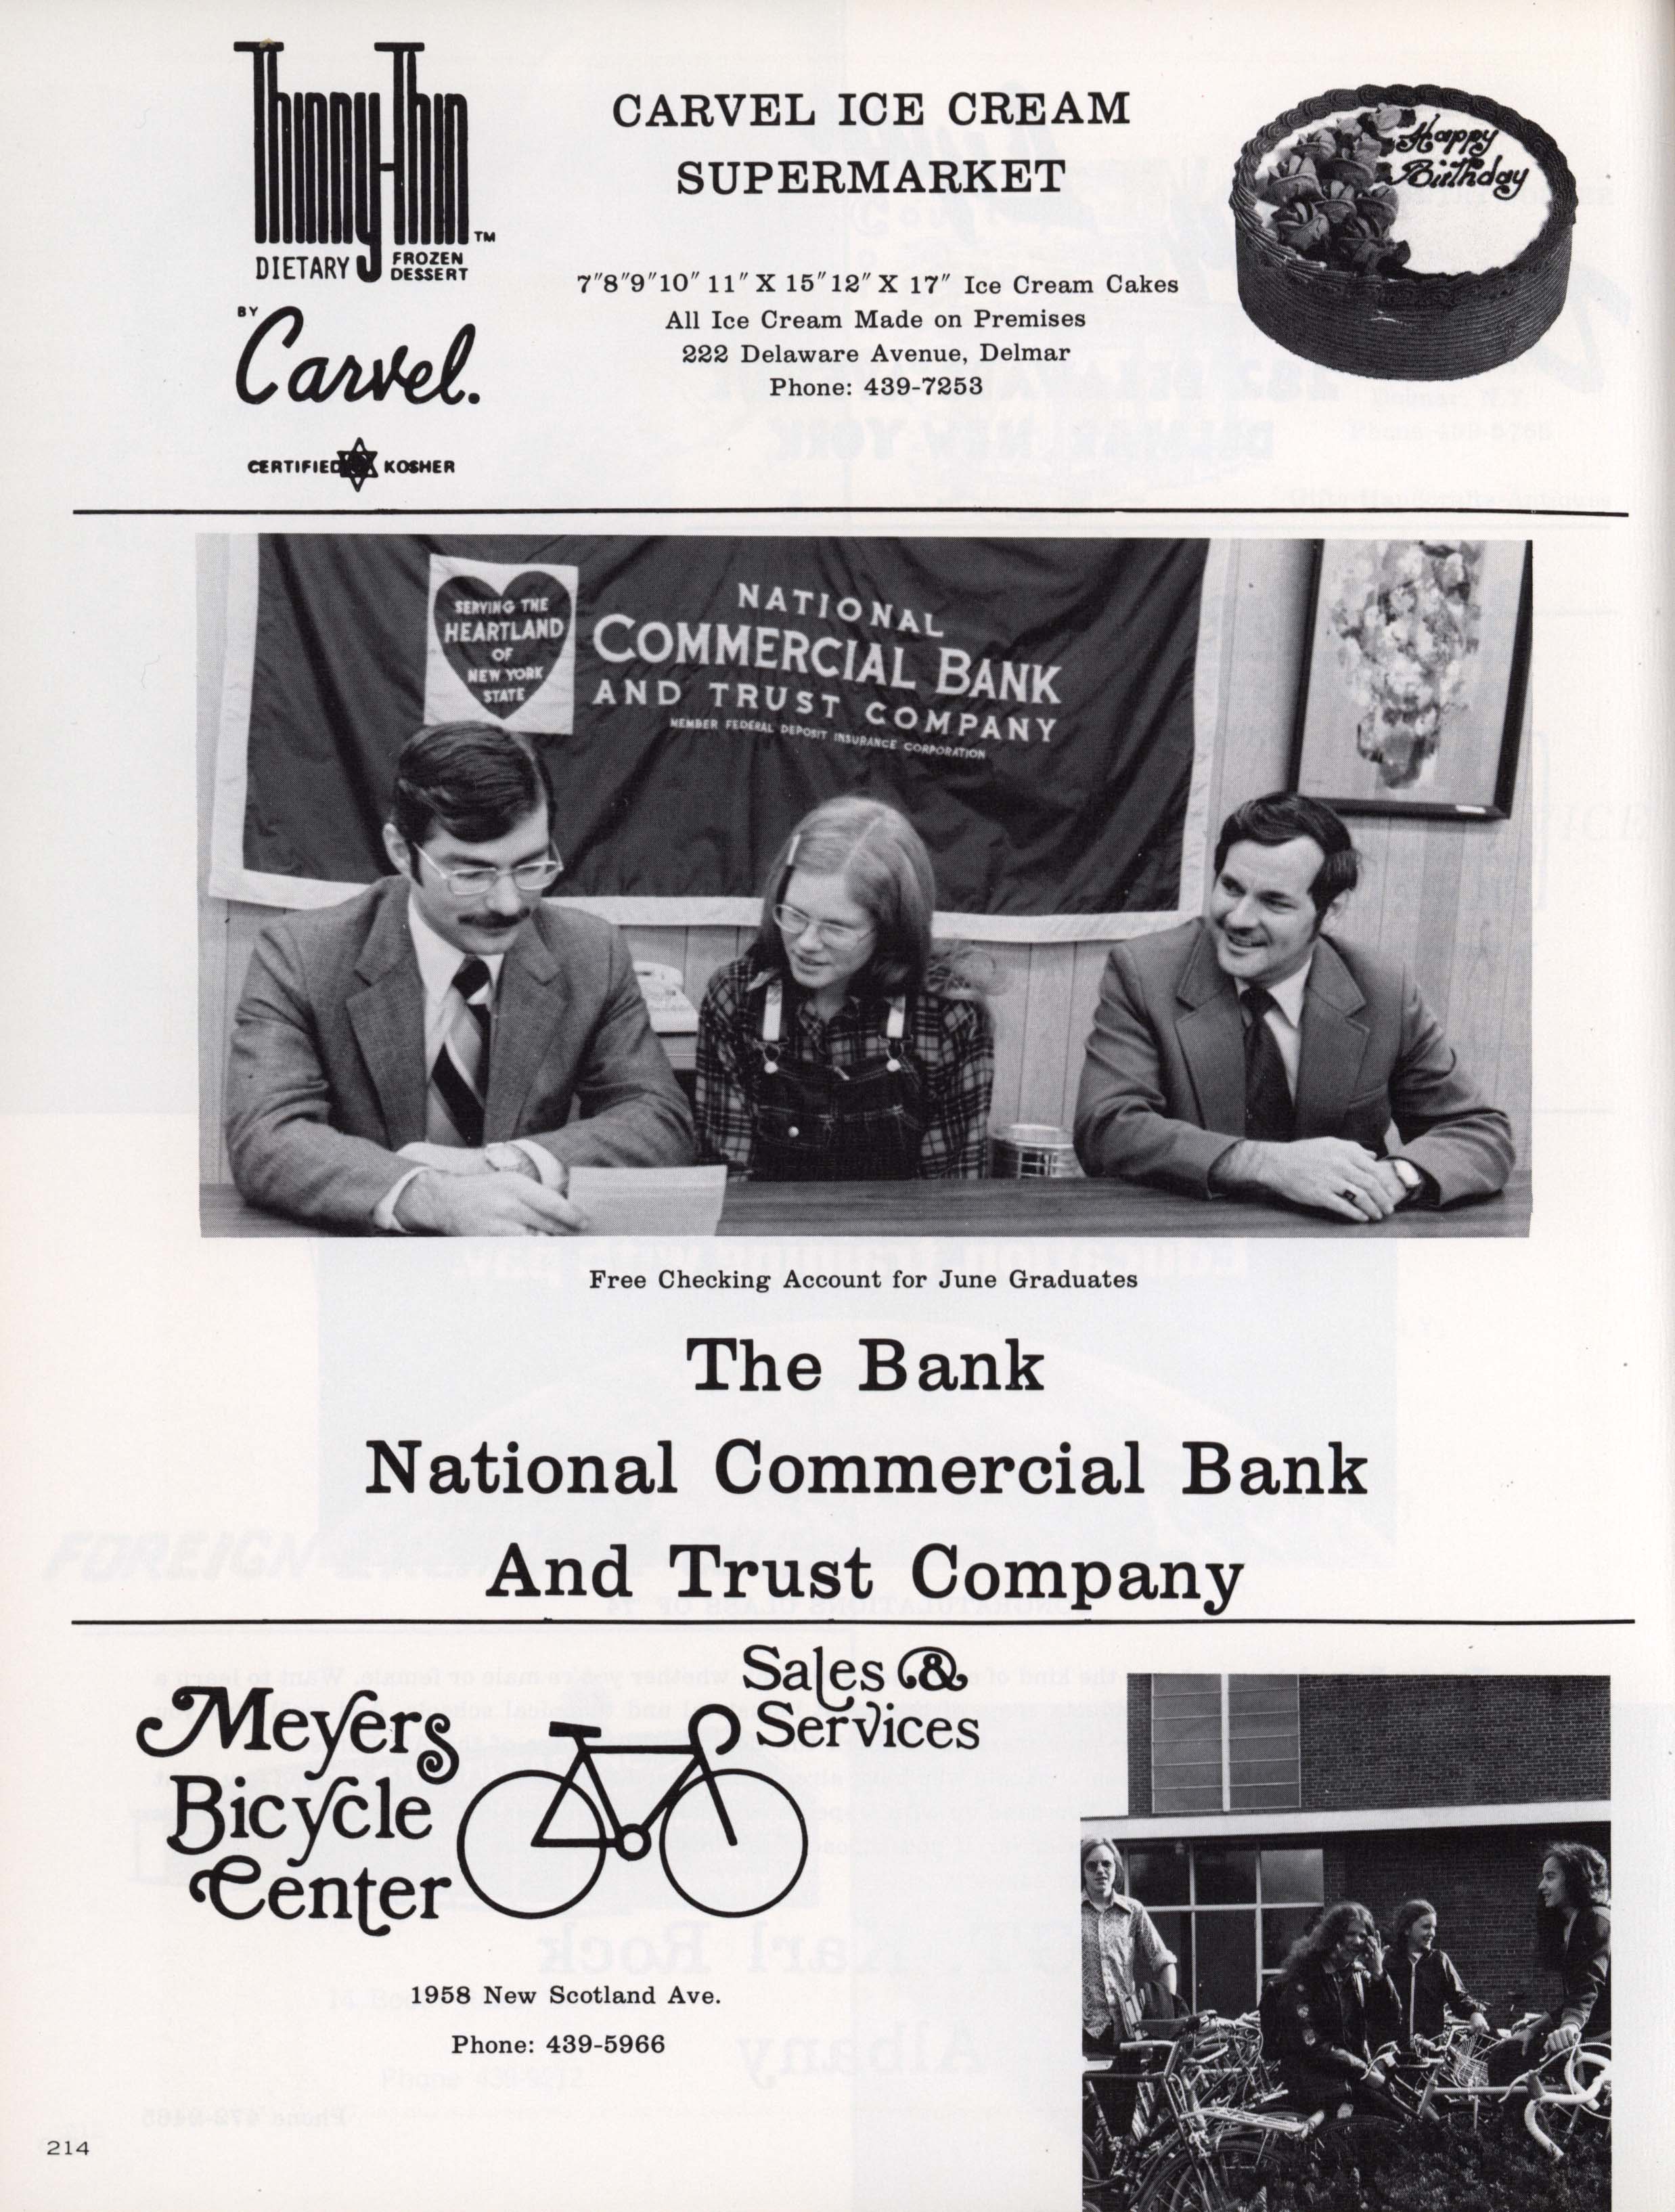 Thinny-Thin™
DIETARY FROZEN DESSERT
BY
Carvel.
CERTIFIED KOSHER
CARVEL ICE CREAM
SUPERMARKET
7"8"9"10" 11" X 15"12" X 17" Ice Cream Cakes
All Ice Cream Made on Premises
222 Delaware Avenue, Delmar
Phone: 439-7253
Happy
Birthday
SERVING THE
HEARTLAND
OF
NEW YORK
STATE
NATIONAL
COMMERCIAL BANK
AND TRUST COMPANY
MEMBER FEDERAL DEPOSIT INSURANCE CORPORATION
Free Checking Account for June Graduates
The Bank
National Commercial Bank
And Trust Company
Meyers
Bicycle
Center
Sales &
Services
1958 New Scotland Ave.
Phone: 439-5966
214